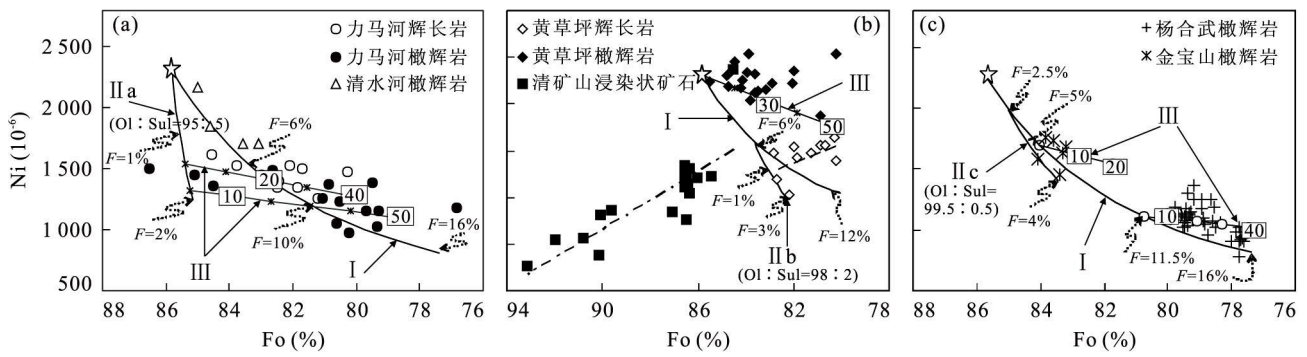 (a)
○ 力马河辉长岩
● 力马河橄辉岩
△ 清水河橄辉岩
Ⅱa
(Ol∶Sul=95∶5)
F=6%
F=1%
20
40
10
50
F=2%
F=10%
F=16%
Ⅲ
Ⅰ
Ni (10⁻⁶)
2 500
2 000
1 500
1 000
500
88 86 84 82 80 78 76
Fo (%)
(b)
◇ 黄草坪辉长岩
◆ 黄草坪橄辉岩
■ 清矿山浸染状矿石
Ⅲ
30
50
Ⅰ
F=6%
F=1%
F=3%
F=12%
Ⅱb
(Ol∶Sul=98∶2)
94 90 86 82 78
Fo (%)
(c)
+ 杨合武橄辉岩
✳ 金宝山橄辉岩
F=2.5%
F=5%
Ⅲ
Ⅱc
(Ol∶Sul=
99.5∶0.5)
10
20
F=4%
10
40
Ⅰ
F=11.5%
F=16%
88 86 84 82 80 78 76
Fo (%)